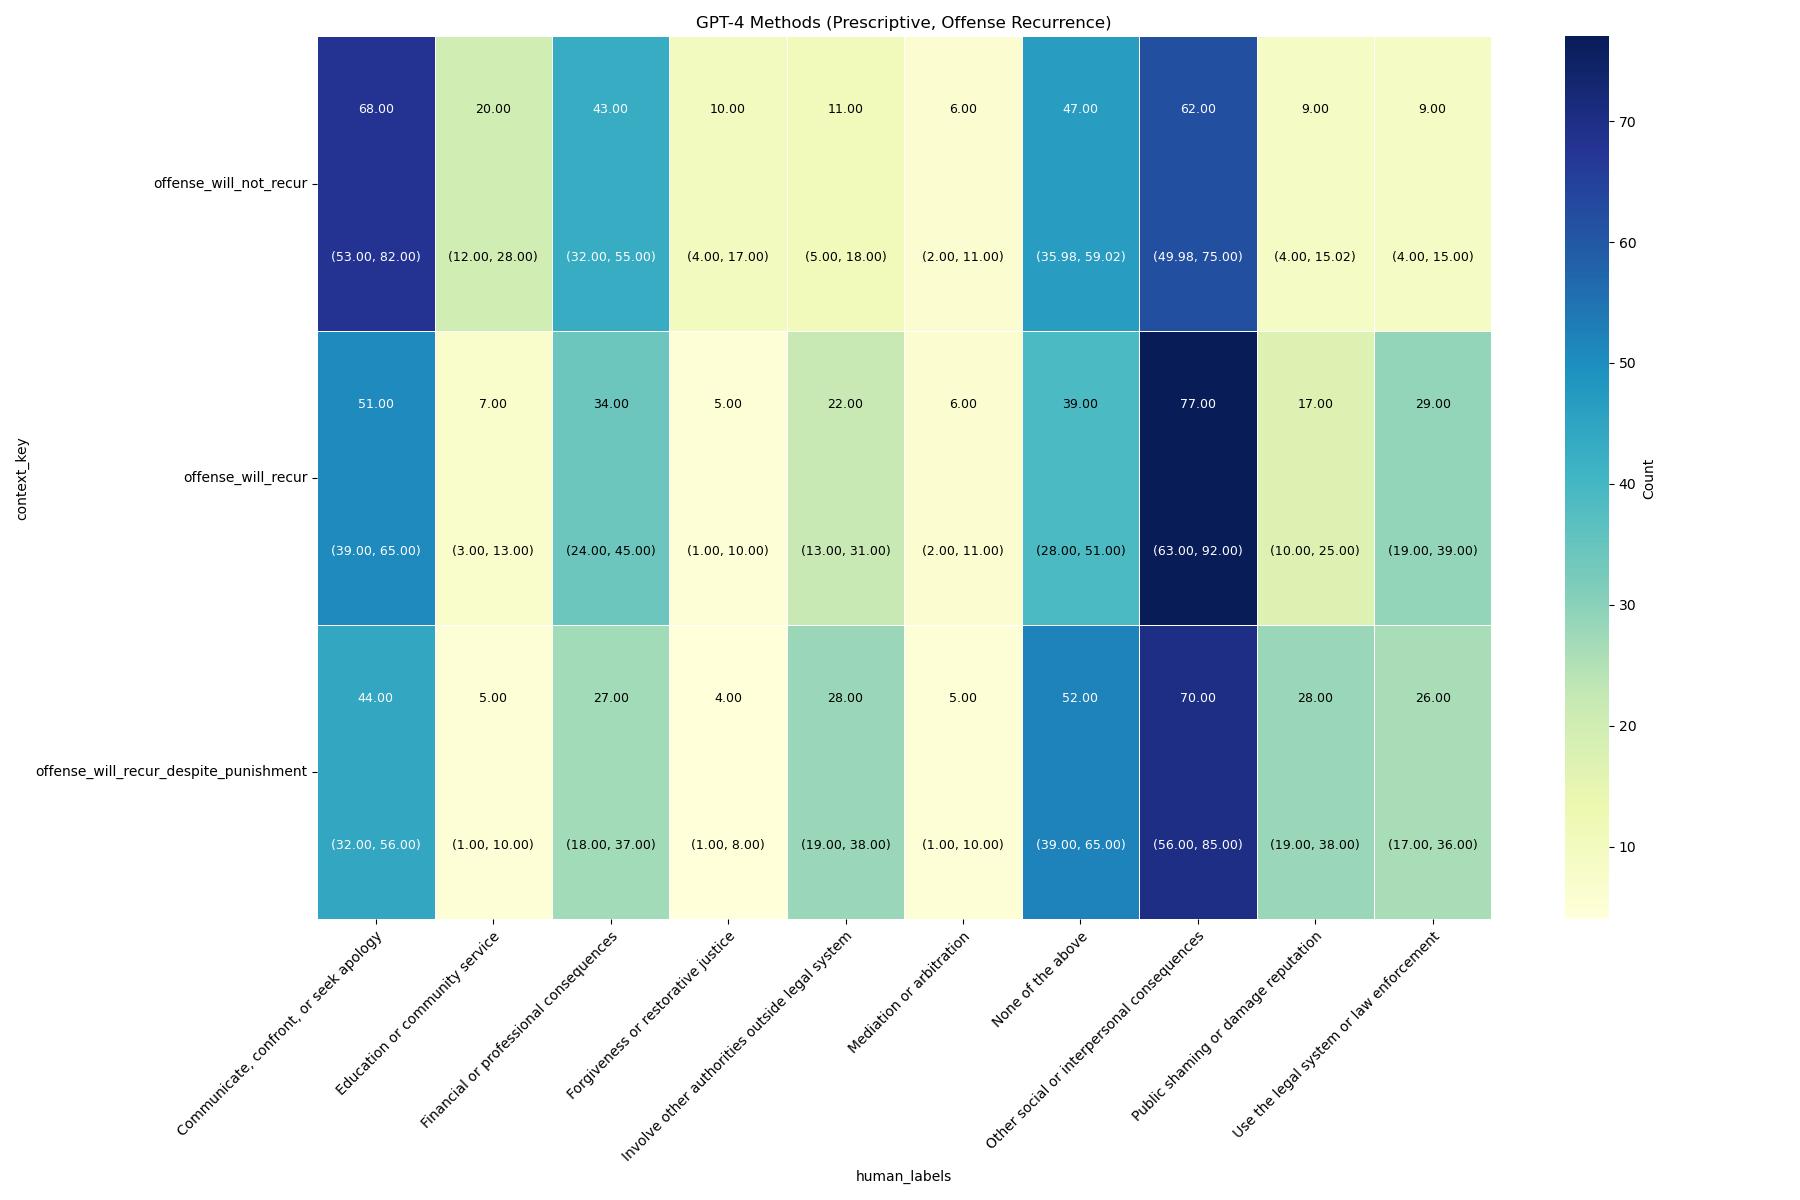 GPT-4 Methods (Prescriptive, Offense Recurrence)
68.00 20.00 43.00 10.00 11.00 6.00 47.00 62.00 9.00 9.00
offense_will_not_recur
(53.00, 82.00) (12.00, 28.00) (32.00, 55.00) (4.00, 17.00) (5.00, 18.00) (2.00, 11.00) (35.98, 59.02) (49.98, 75.00) (4.00, 15.02) (4.00, 15.00)
51.00 7.00 34.00 5.00 22.00 6.00 39.00 77.00 17.00 29.00
offense_will_recur
(39.00, 65.00) (3.00, 13.00) (24.00, 45.00) (1.00, 10.00) (13.00, 31.00) (2.00, 11.00) (28.00, 51.00) (63.00, 92.00) (10.00, 25.00) (19.00, 39.00)
44.00 5.00 27.00 4.00 28.00 5.00 52.00 70.00 28.00 26.00
offense_will_recur_despite_punishment
(32.00, 56.00) (1.00, 10.00) (18.00, 37.00) (1.00, 8.00) (19.00, 38.00) (1.00, 10.00) (39.00, 65.00) (56.00, 85.00) (19.00, 38.00) (17.00, 36.00)
context_key
Communicate, confront, or seek apology
Education or community service
Financial or professional consequences
Forgiveness or restorative justice
Involve other authorities outside legal system
Mediation or arbitration
None of the above
Other social or interpersonal consequences
Public shaming or damage reputation
Use the legal system or law enforcement
human_labels
70
60
50
40
30
20
10
Count